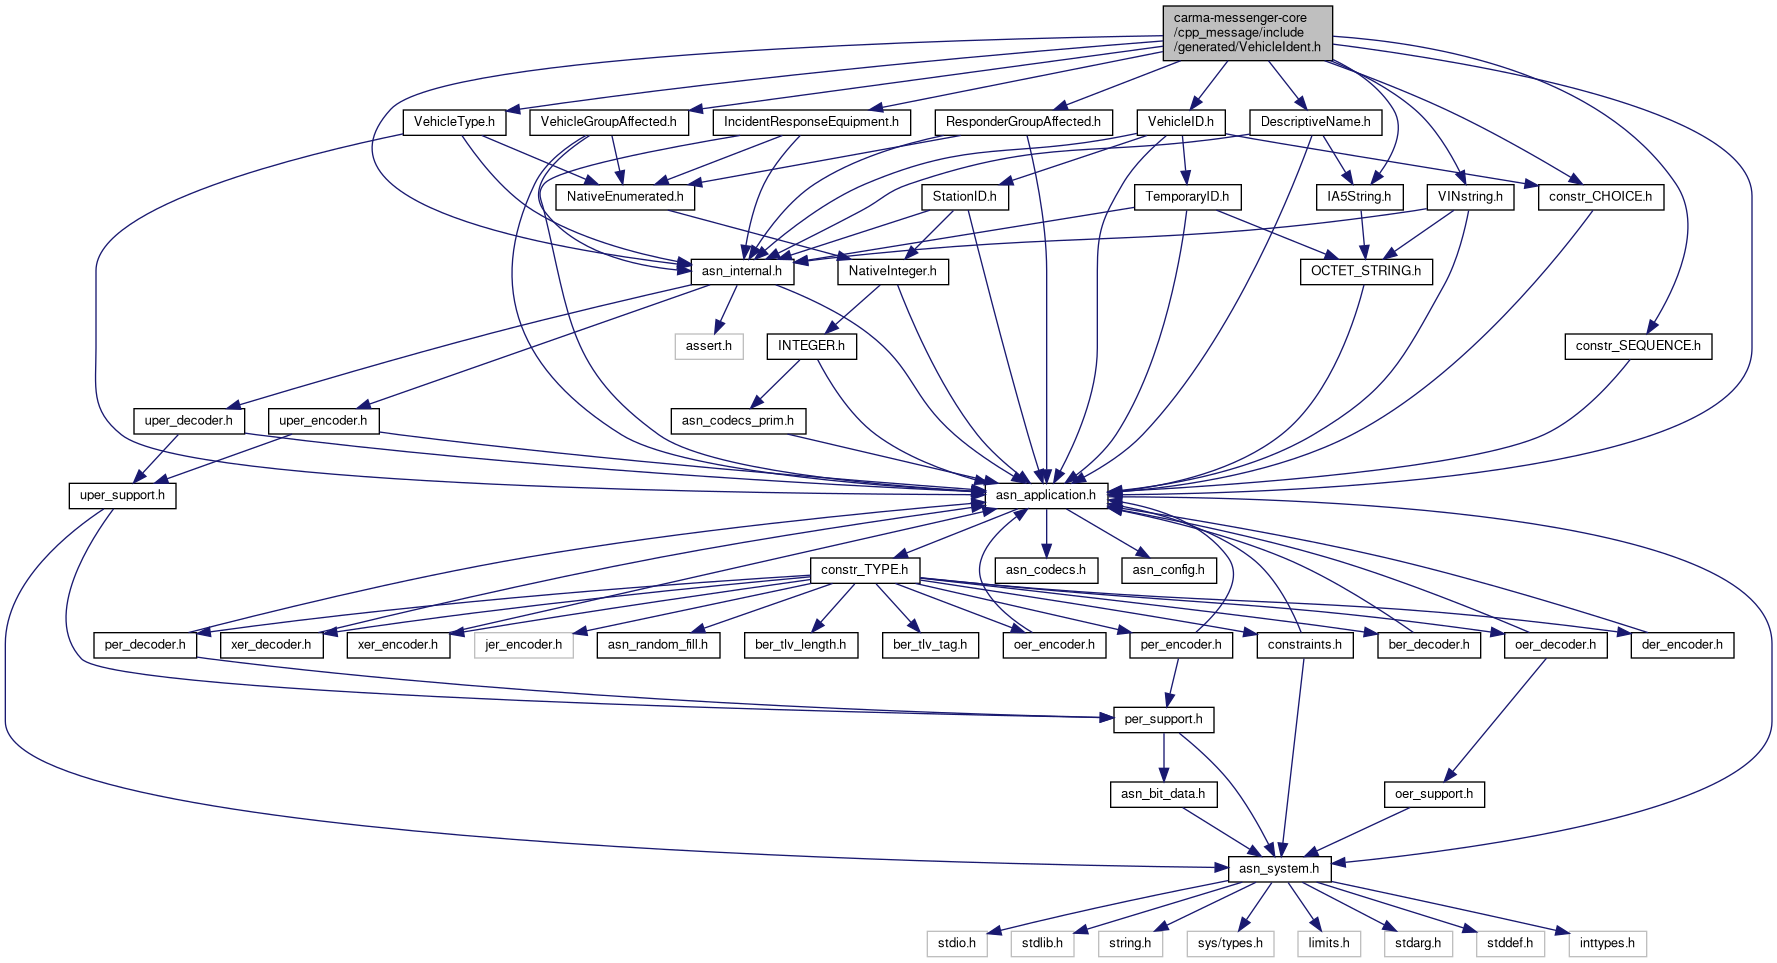 carma-messenger-core
/cpp_message/include
/generated/VehicleIdent.h
VehicleType.h
VehicleGroupAffected.h
IncidentResponseEquipment.h
ResponderGroupAffected.h
VehicleID.h
DescriptiveName.h
NativeEnumerated.h
StationID.h
TemporaryID.h
IA5String.h
VINstring.h
constr_CHOICE.h
asn_internal.h
NativeInteger.h
OCTET_STRING.h
assert.h
INTEGER.h
constr_SEQUENCE.h
uper_decoder.h
uper_encoder.h
asn_codecs_prim.h
uper_support.h
asn_application.h
constr_TYPE.h
asn_codecs.h
asn_config.h
per_decoder.h
xer_decoder.h
xer_encoder.h
jer_encoder.h
asn_random_fill.h
ber_tlv_length.h
ber_tlv_tag.h
oer_encoder.h
per_encoder.h
constraints.h
ber_decoder.h
oer_decoder.h
der_encoder.h
per_support.h
asn_bit_data.h
oer_support.h
asn_system.h
stdio.h
stdlib.h
string.h
sys/types.h
limits.h
stdarg.h
stddef.h
inttypes.h